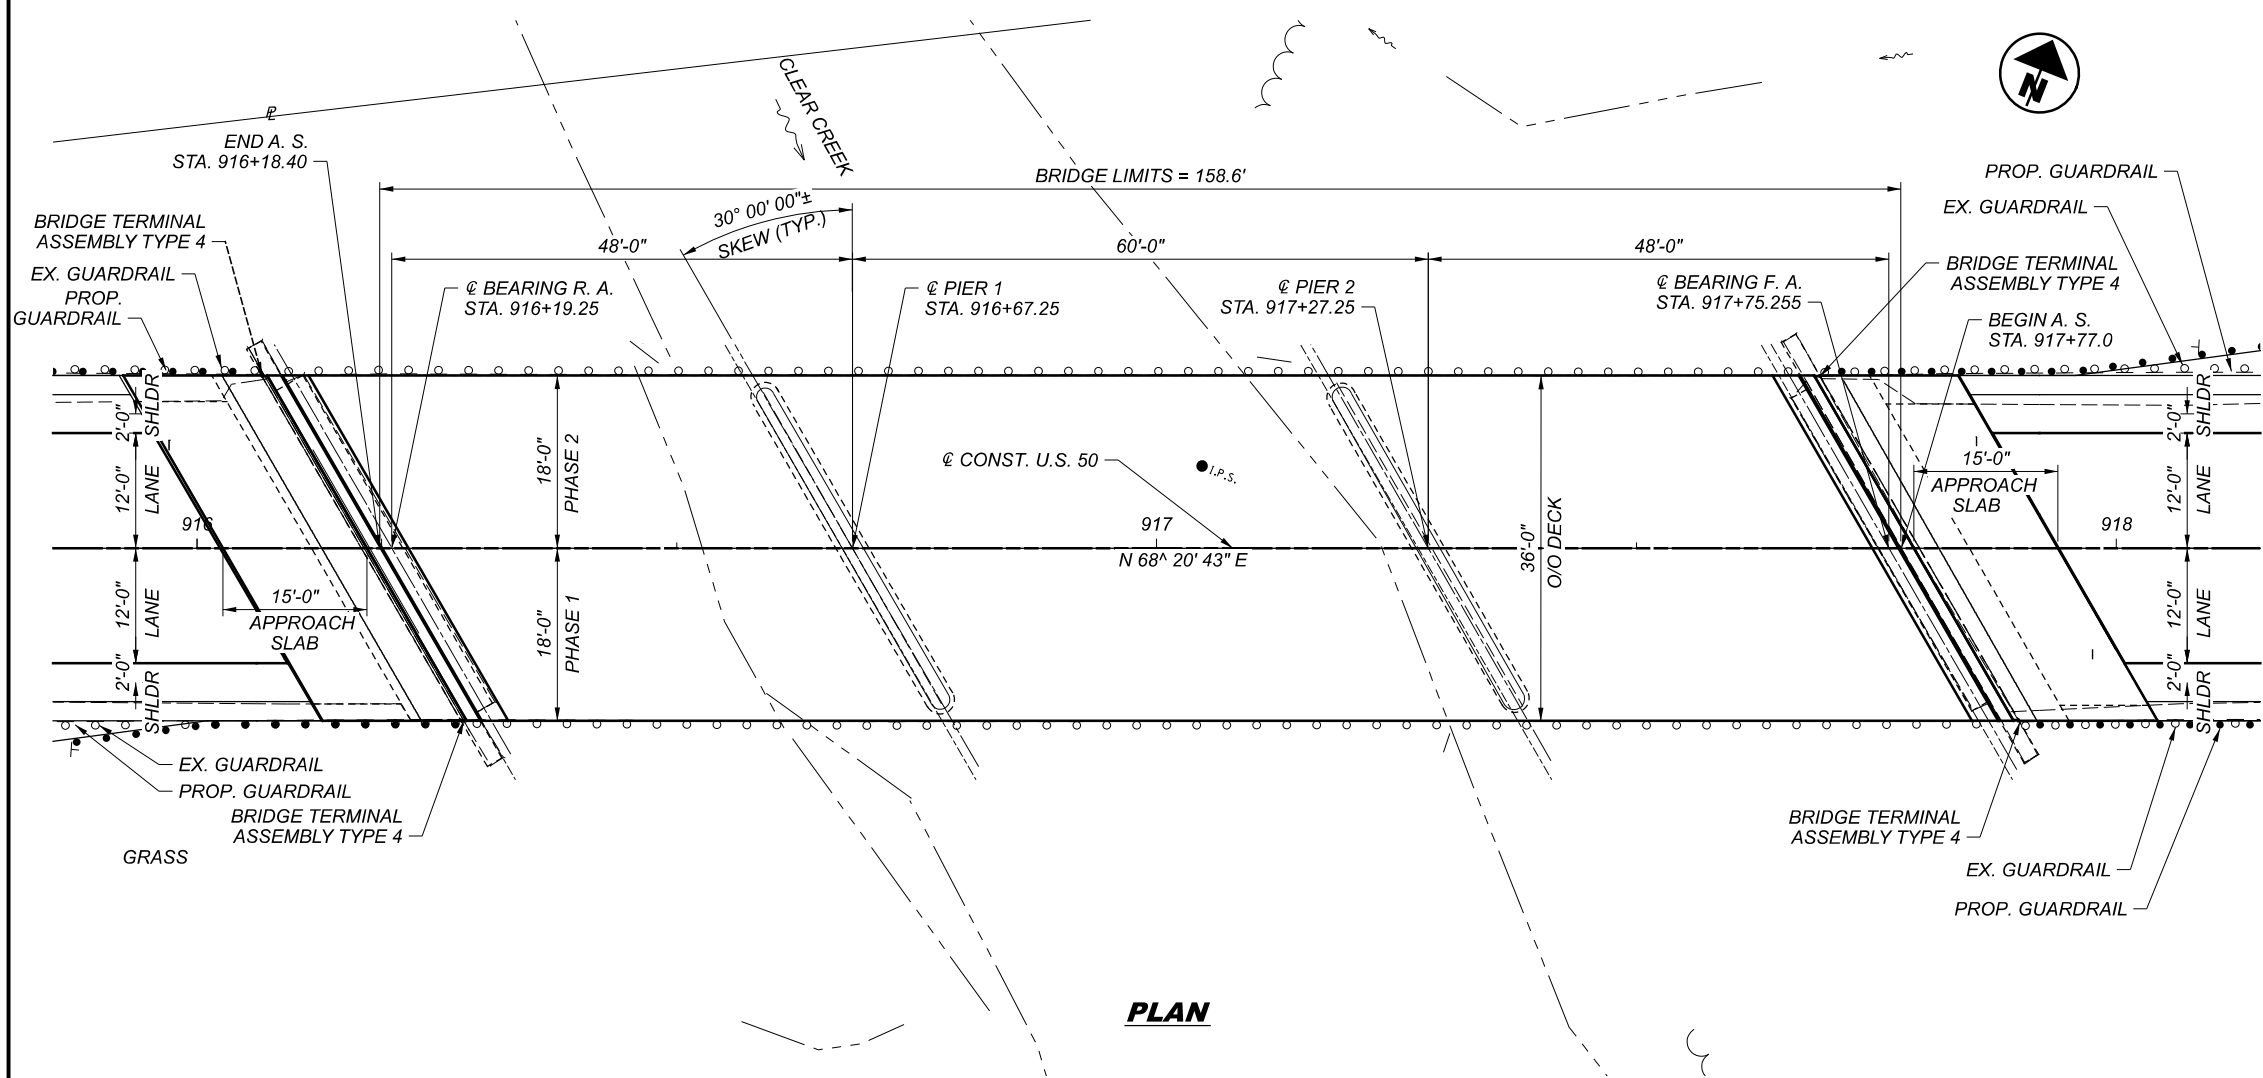 CLEAR CREEK
N
℄
END A. S.
STA. 916+18.40
BRIDGE LIMITS = 158.6'
PROP. GUARDRAIL
EX. GUARDRAIL
BRIDGE TERMINAL
ASSEMBLY TYPE 4
30° 00' 00"±
SKEW (TYP.)
48'-0"
60'-0"
48'-0"
EX. GUARDRAIL
PROP.
GUARDRAIL
℄ BEARING R. A.
STA. 916+19.25
℄ PIER 1
STA. 916+67.25
℄ PIER 2
STA. 917+27.25
℄ BEARING F. A.
STA. 917+75.255
BRIDGE TERMINAL
ASSEMBLY TYPE 4
BEGIN A. S.
STA. 917+77.0
2'-0"
SHLDR
12'-0"
LANE
18'-0"
PHASE 2
℄ CONST. U.S. 50
I.P.S.
36'-0"
O/O DECK
15'-0"
APPROACH
SLAB
2'-0"
SHLDR
12'-0"
LANE
916
917
918
N 68^ 20' 43" E
12'-0"
LANE
2'-0"
SHLDR
15'-0"
APPROACH
SLAB
18'-0"
PHASE 1
12'-0"
LANE
2'-0"
SHLDR
EX. GUARDRAIL
PROP. GUARDRAIL
BRIDGE TERMINAL
ASSEMBLY TYPE 4
GRASS
BRIDGE TERMINAL
ASSEMBLY TYPE 4
EX. GUARDRAIL
PROP. GUARDRAIL
PLAN